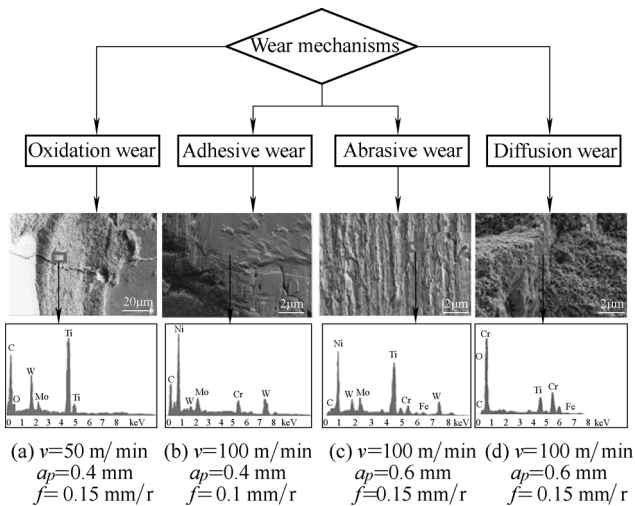 Wear mechanisms
Oxidation wear
Adhesive wear
Abrasive wear
Diffusion wear
20μm
2μm
2μm
2μm
C
O
W
Mo
Ti
Ti
0 1 2 3 4 5 6 7 8 keV
Ni
C
W
Mo
Cr
W
0 1 2 3 4 5 6 7 8 keV
Ni
C
W
Mo
Ti
Cr
Fe
W
0 1 2 3 4 5 6 7 8 keV
Cr
O
C
Ti
Cr
Fe
0 1 2 3 4 5 6 7 8 keV
(a) v=50 m/min
ap=0.4 mm
f= 0.15 mm/r
(b) v=100 m/min
ap=0.4 mm
f= 0.1 mm/r
(c) v=100 m/min
ap=0.6 mm
f=0.15 mm/r
(d) v=100 m/min
ap=0.6 mm
f= 0.15 mm/r